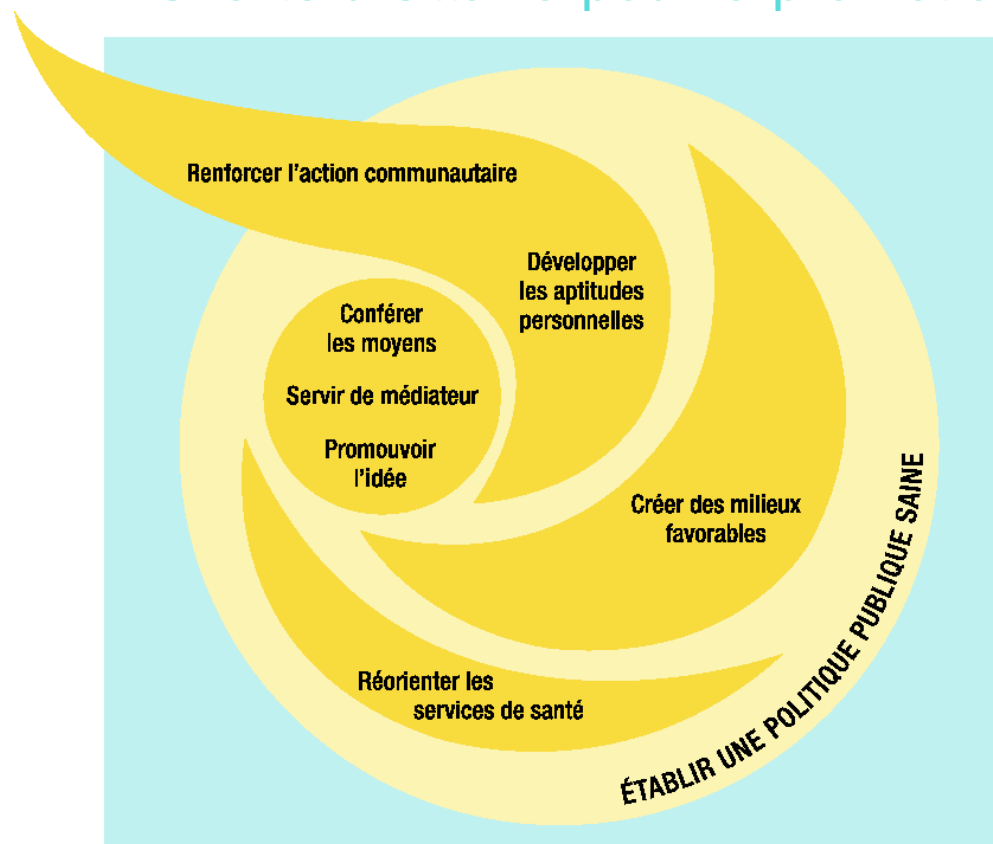 Renforcer l'action communautaire
Développer
les aptitudes
personnelles
Conférer
les moyens
Servir de médiateur
Promouvoir
l'idée
Créer des milieux
favorables
Réorienter les
services de santé
ÉTABLIR UNE POLITIQUE PUBLIQUE SAINE